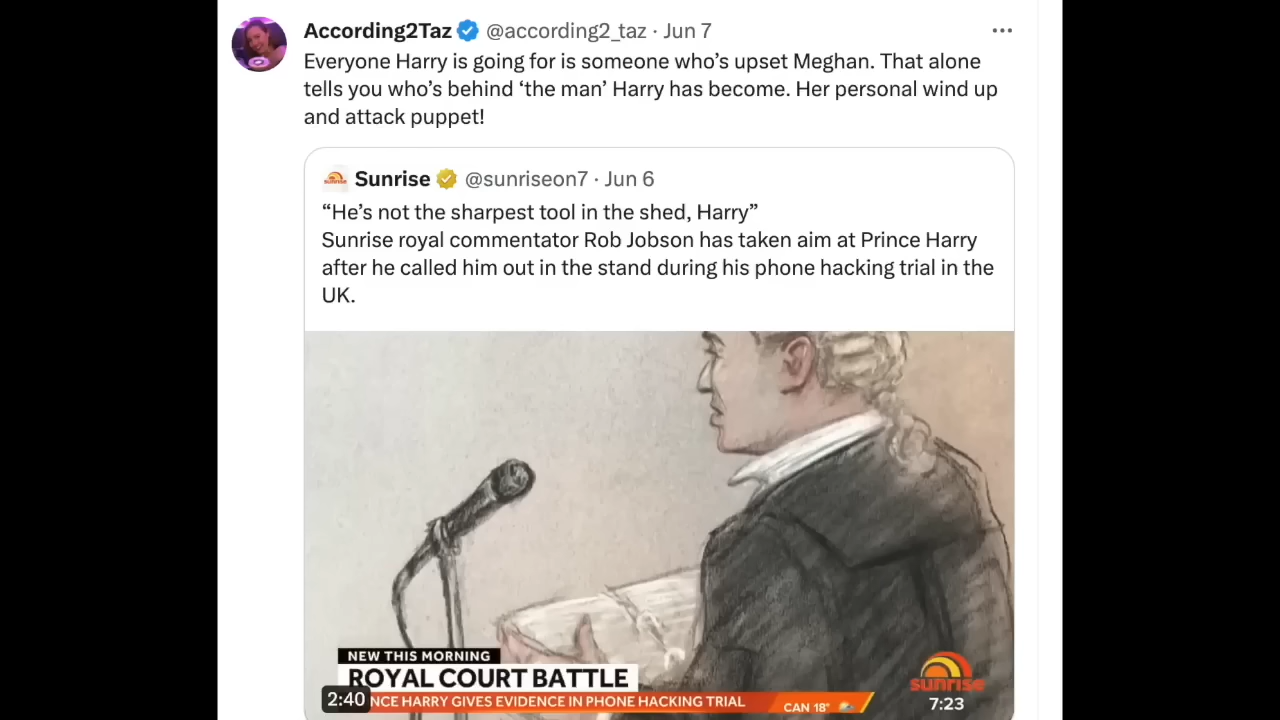 According2Taz @according2_taz · Jun 7
Everyone Harry is going for is someone who’s upset Meghan. That alone
tells you who’s behind ‘the man’ Harry has become. Her personal wind up
and attack puppet!
sunrise
Sunrise @sunriseon7 · Jun 6
“He’s not the sharpest tool in the shed, Harry”
Sunrise royal commentator Rob Jobson has taken aim at Prince Harry
after he called him out in the stand during his phone hacking trial in the
UK.
NEW THIS MORNING
ROYAL COURT BATTLE
2:40
NCE HARRY GIVES EVIDENCE IN PHONE HACKING TRIAL
CAN 18°
sunrise
7:23